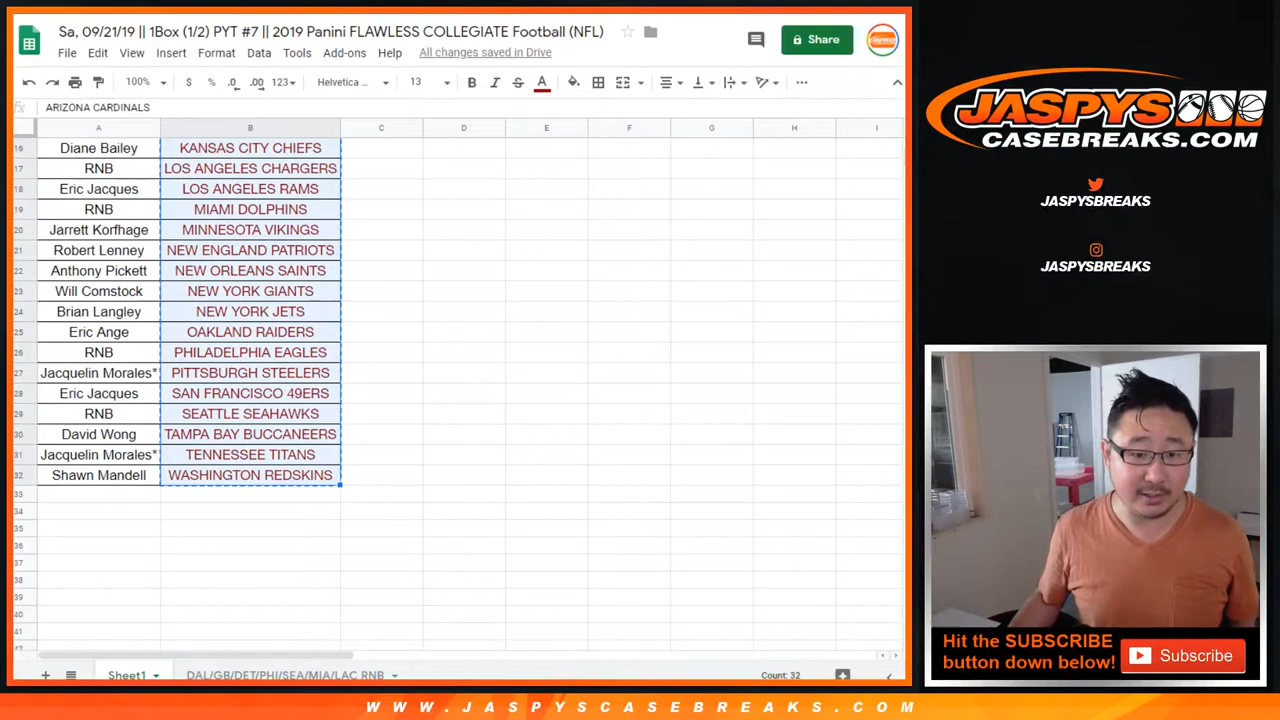 Sa, 09/21/19 || 1Box (1/2) PYT #7 || 2019 Panini FLAWLESS COLLEGIATE Football (NFL)
File Edit View Insert Format Data Tools Add-ons Help All changes saved in Drive
Share
100% $ % .0 .00 123 Helvetica ... 13 B I S A
fx ARIZONA CARDINALS
A B C D E F G H I
16 Diane Bailey KANSAS CITY CHIEFS
17 RNB LOS ANGELES CHARGERS
18 Eric Jacques LOS ANGELES RAMS
19 RNB MIAMI DOLPHINS
20 Jarrett Korfhage MINNESOTA VIKINGS
21 Robert Lenney NEW ENGLAND PATRIOTS
22 Anthony Pickett NEW ORLEANS SAINTS
23 Will Comstock NEW YORK GIANTS
24 Brian Langley NEW YORK JETS
25 Eric Ange OAKLAND RAIDERS
26 RNB PHILADELPHIA EAGLES
27 Jacquelin Morales* PITTSBURGH STEELERS
28 Eric Jacques SAN FRANCISCO 49ERS
29 RNB SEATTLE SEAHAWKS
30 David Wong TAMPA BAY BUCCANEERS
31 Jacquelin Morales* TENNESSEE TITANS
32 Shawn Mandell WASHINGTON REDSKINS
33
34
35
36
37
38
39
40
41
42
Sheet1 DAL/GB/DET/PHI/SEA/MIA/LAC RNB Count: 32
JASPYS
CASEBREAKS.COM
JASPYSBREAKS
JASPYSBREAKS
Hit the SUBSCRIBE
button down below!
Subscribe
WWW.JASPYSCASEBREAKS.COM